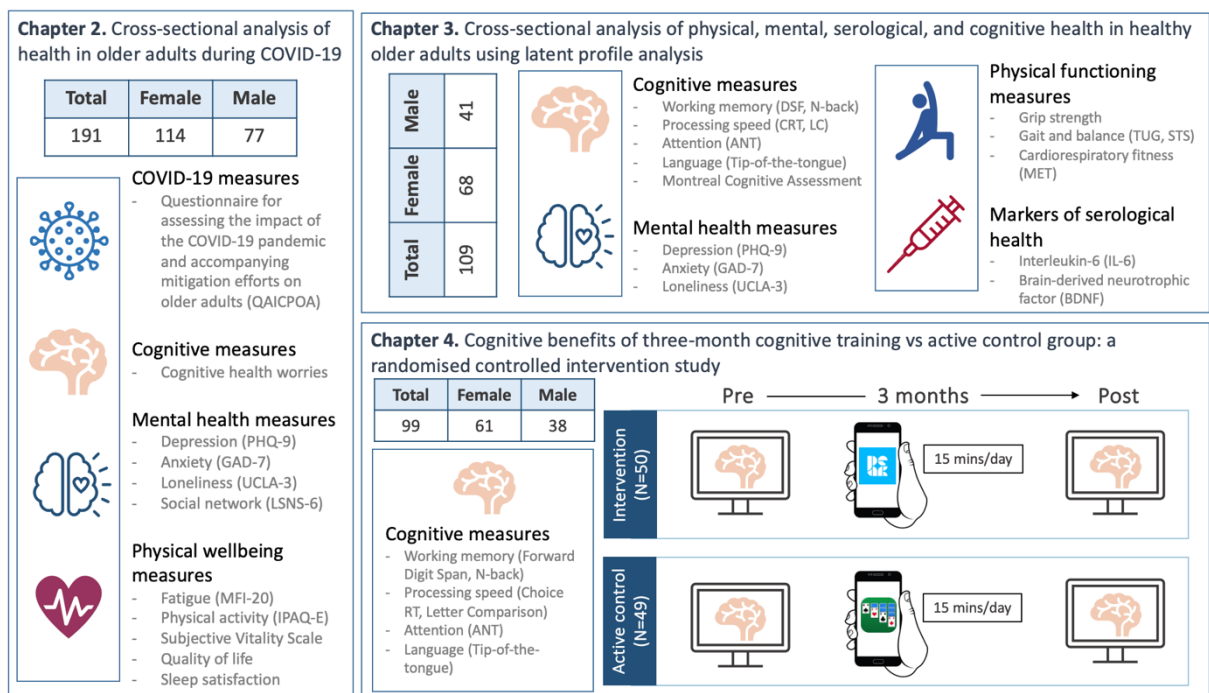 Chapter 2. Cross-sectional analysis of
health in older adults during COVID-19
Total Female Male
191 114 77
COVID-19 measures
- Questionnaire for
assessing the impact of
the COVID-19 pandemic
and accompanying
mitigation efforts on
older adults (QAICPOA)
Cognitive measures
- Cognitive health worries
Mental health measures
- Depression (PHQ-9)
- Anxiety (GAD-7)
- Loneliness (UCLA-3)
- Social network (LSNS-6)
Physical wellbeing
measures
- Fatigue (MFI-20)
- Physical activity (IPAQ-E)
- Subjective Vitality Scale
- Quality of life
- Sleep satisfaction
Chapter 3. Cross-sectional analysis of physical, mental, serological, and cognitive health in healthy
older adults using latent profile analysis
Male 41
Female 68
Total 109
Cognitive measures
- Working memory (DSF, N-back)
- Processing speed (CRT, LC)
- Attention (ANT)
- Language (Tip-of-the-tongue)
- Montreal Cognitive Assessment
Mental health measures
- Depression (PHQ-9)
- Anxiety (GAD-7)
- Loneliness (UCLA-3)
Physical functioning
measures
- Grip strength
- Gait and balance (TUG, STS)
- Cardiorespiratory fitness
(MET)
Markers of serological
health
- Interleukin-6 (IL-6)
- Brain-derived neurotrophic
factor (BDNF)
Chapter 4. Cognitive benefits of three-month cognitive training vs active control group: a
randomised controlled intervention study
Total Female Male
99 61 38
Cognitive measures
- Working memory (Forward
Digit Span, N-back)
- Processing speed (Choice
RT, Letter Comparison)
- Attention (ANT)
- Language (Tip-of-the-
tongue)
Pre 3 months Post
Intervention
(N=50)
15 mins/day
Active control
(N=49)
15 mins/day